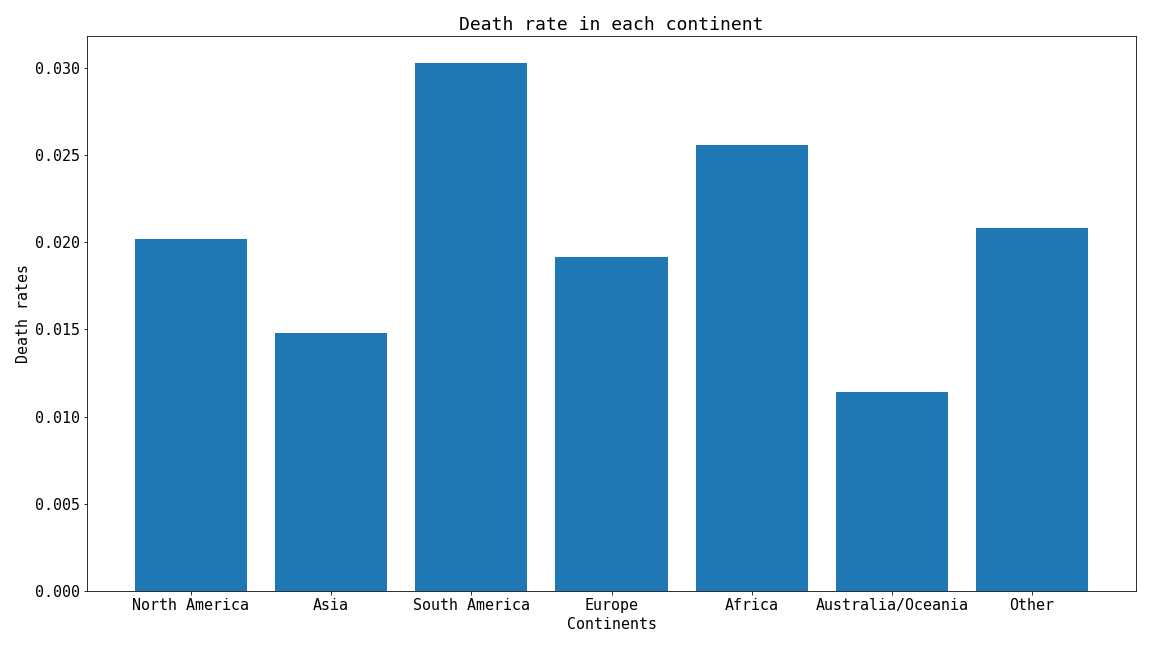 Death rate in each continent
Death rates
0.030
0.025
0.020
0.015
0.010
0.005
0.000
North America Asia South America Europe Africa Australia/Oceania Other
Continents